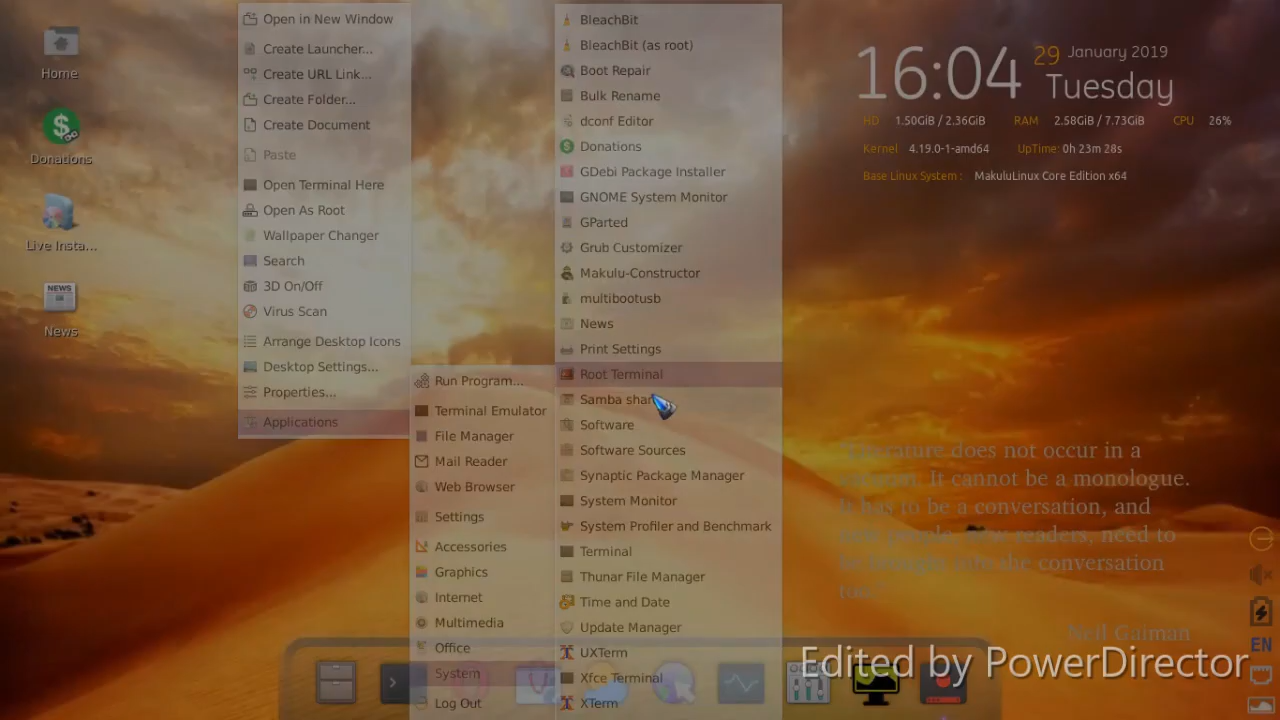 Home
Donations
Live Insta...
NEWS
News
Open in New Window
Create Launcher...
Create URL Link...
Create Folder...
Create Document
Paste
Open Terminal Here
Open As Root
Wallpaper Changer
Search
3D On/Off
Virus Scan
Arrange Desktop Icons
Desktop Settings...
Properties...
Applications
Run Program...
Terminal Emulator
File Manager
Mail Reader
Web Browser
Settings
Accessories
Graphics
Internet
Multimedia
Office
System
Log Out
BleachBit
BleachBit (as root)
Boot Repair
Bulk Rename
dconf Editor
Donations
GDebi Package Installer
GNOME System Monitor
GParted
Grub Customizer
Makulu-Constructor
multibootusb
News
Print Settings
Root Terminal
Samba shar
Software
Software Sources
Synaptic Package Manager
System Monitor
System Profiler and Benchmark
Terminal
Thunar File Manager
Time and Date
Update Manager
UXTerm
Xfce Terminal
XTerm
16:04 29 January 2019
Tuesday
HD 1.50GiB / 2.36GiB RAM 2.58GiB / 7.73GiB CPU 26%
Kernel 4.19.0-1-amd64 UpTime: 0h 23m 28s
Base Linux System : MakuluLinux Core Edition x64
"Literature does not occur in a
vacuum. It cannot be a monologue.
It has to be a conversation, and
new people, new readers, need to
be brought into the conversation
too."
Neil Gaiman
EN
Edited by PowerDirector